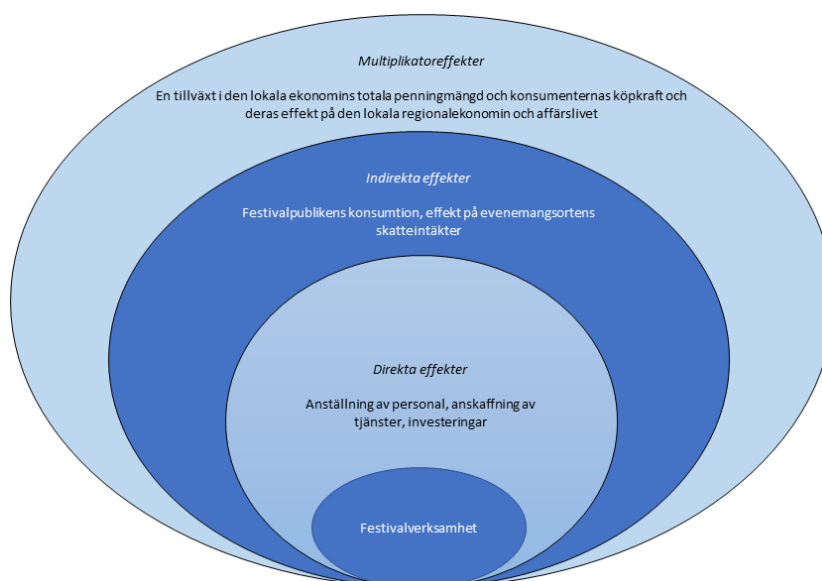 Multiplikatoreffekter
En tillväxt i den lokala ekonomins totala penningmängd och konsumenternas köpkraft och
deras effekt på den lokala regionalekonomin och affärslivet
Indirekta effekter
Festivalpublikens konsumtion, effekt på evenemangsortens
skatteintäkter
Direkta effekter
Anställning av personal, anskaffning av
tjänster, investeringar
Festivalverksamhet